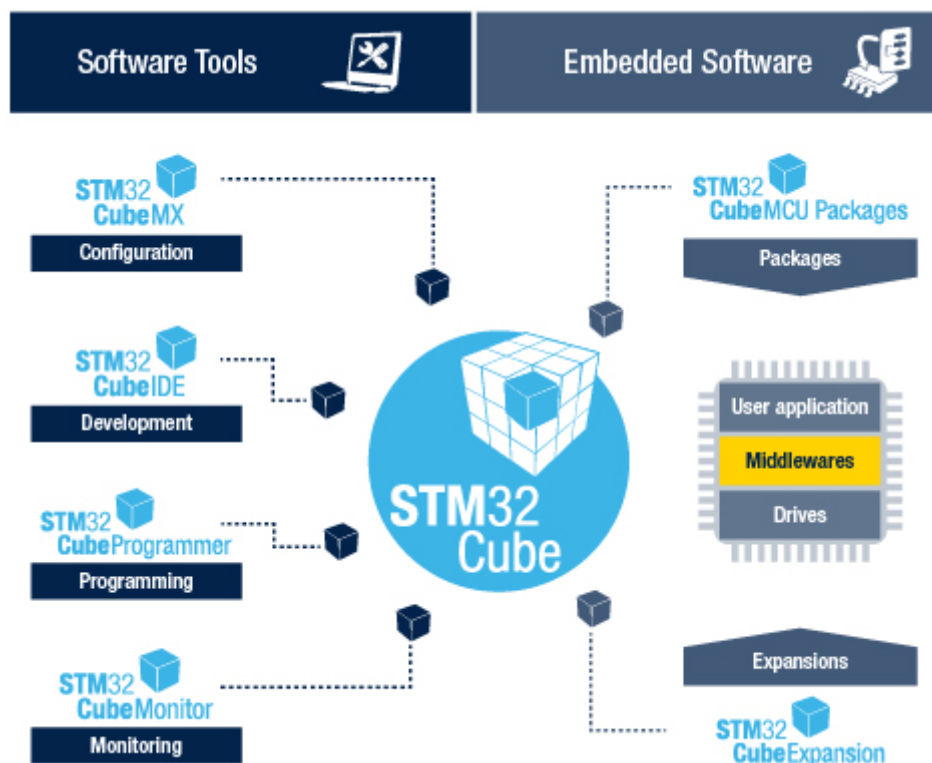 Software Tools
Embedded Software
STM32
CubeMX
Configuration
STM32
CubeIDE
Development
STM32
CubeProgrammer
Programming
STM32
CubeMonitor
Monitoring
STM32
Cube
STM32
CubeMCU Packages
Packages
User application
Middlewares
Drives
Expansions
STM32
CubeExpansion